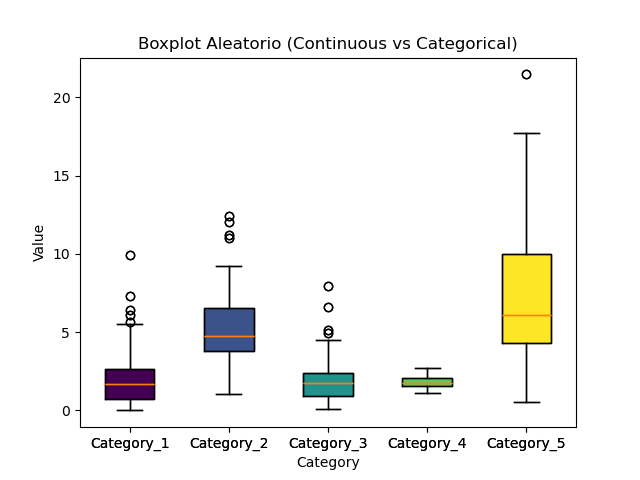 Boxplot Aleatorio (Continuous vs Categorical)
20
15
10
5
0
Value
Category_1 Category_2 Category_3 Category_4 Category_5
Category